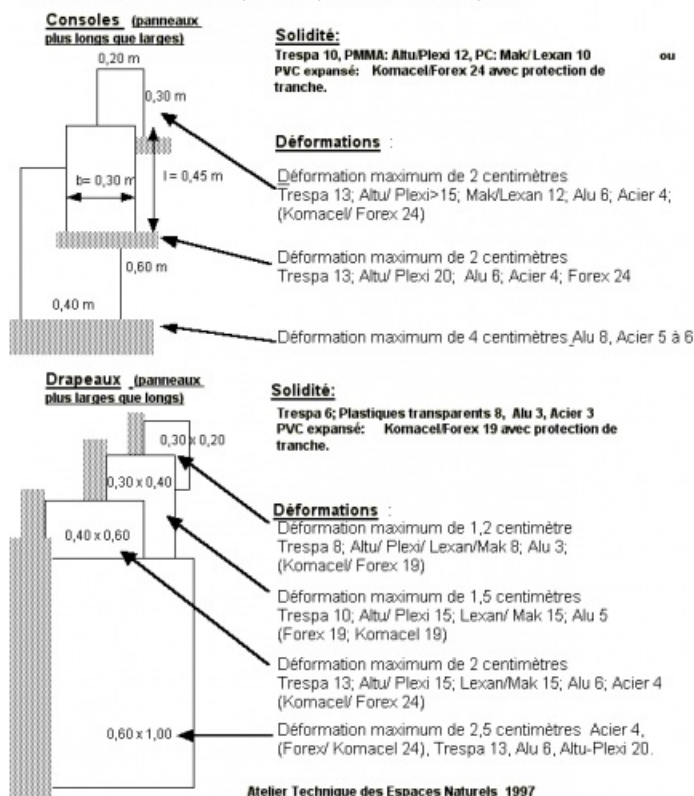 Consoles (panneaux
plus longs que larges)
0,20 m
0,30 m
b= 0,30 m
l = 0,45 m
0,60 m
0,40 m
Solidité:
Trespa 10, PMMA: Altu/Plexi 12, PC: Mak/ Lexan 10 ou
PVC expansé: Komacel/Forex 24 avec protection de
tranche.
Déformations :
Déformation maximum de 2 centimètres
Trespa 13; Altu/ Plexi>15; Mak/Lexan 12; Alu 6; Acier 4;
(Komacel/ Forex 24)
Déformation maximum de 2 centimètres
Trespa 13; Altu/ Plexi 20; Alu 6; Acier 4; Forex 24
Déformation maximum de 4 centimètres Alu 8, Acier 5 à 6
Drapeaux (panneaux
plus larges que longs)
0,30 x 0,20
0,30 x 0,40
0,40 x 0,60
0,60 x 1,00
Solidité:
Trespa 6; Plastiques transparents 8, Alu 3, Acier 3
PVC expansé: Komacel/Forex 19 avec protection de
tranche.
Déformations :
Déformation maximum de 1,2 centimètre
Trespa 8; Altu/ Plexi/ Lexan/Mak 8; Alu 3;
(Komacel/ Forex 19)
Déformation maximum de 1,5 centimètres
Trespa 10; Altu/ Plexi 15; Lexan/ Mak 15; Alu 5
(Forex 19; Komacel 19)
Déformation maximum de 2 centimètres
Trespa 13; Altu/ Plexi 15; Lexan/Mak 15; Alu 6; Acier 4
(Komacel/ Forex 24)
Déformation maximum de 2,5 centimètres Acier 4,
(Forex/ Komacel 24), Trespa 13, Alu 6, Altu-Plexi 20.
Atelier Technique des Espaces Naturels 1997